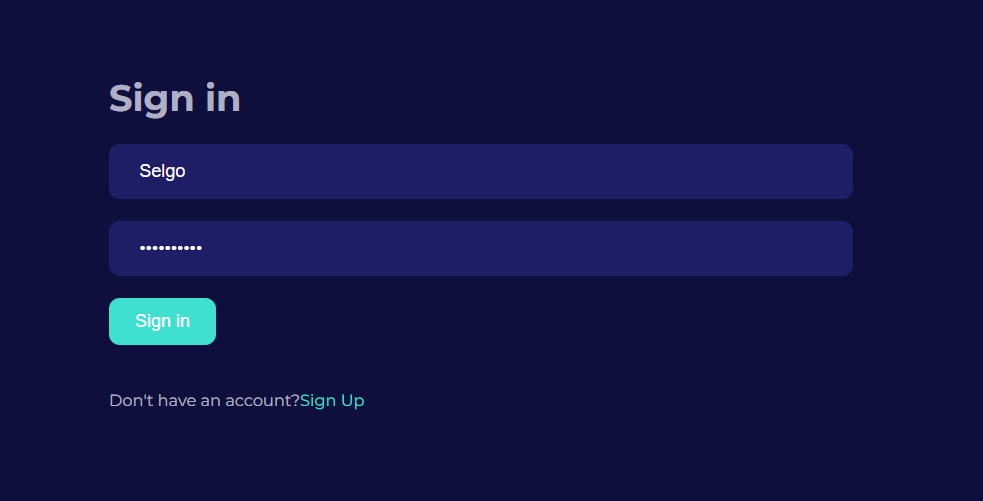 Sign in
Selgo
••••••••••
Sign in
Don't have an account?Sign Up